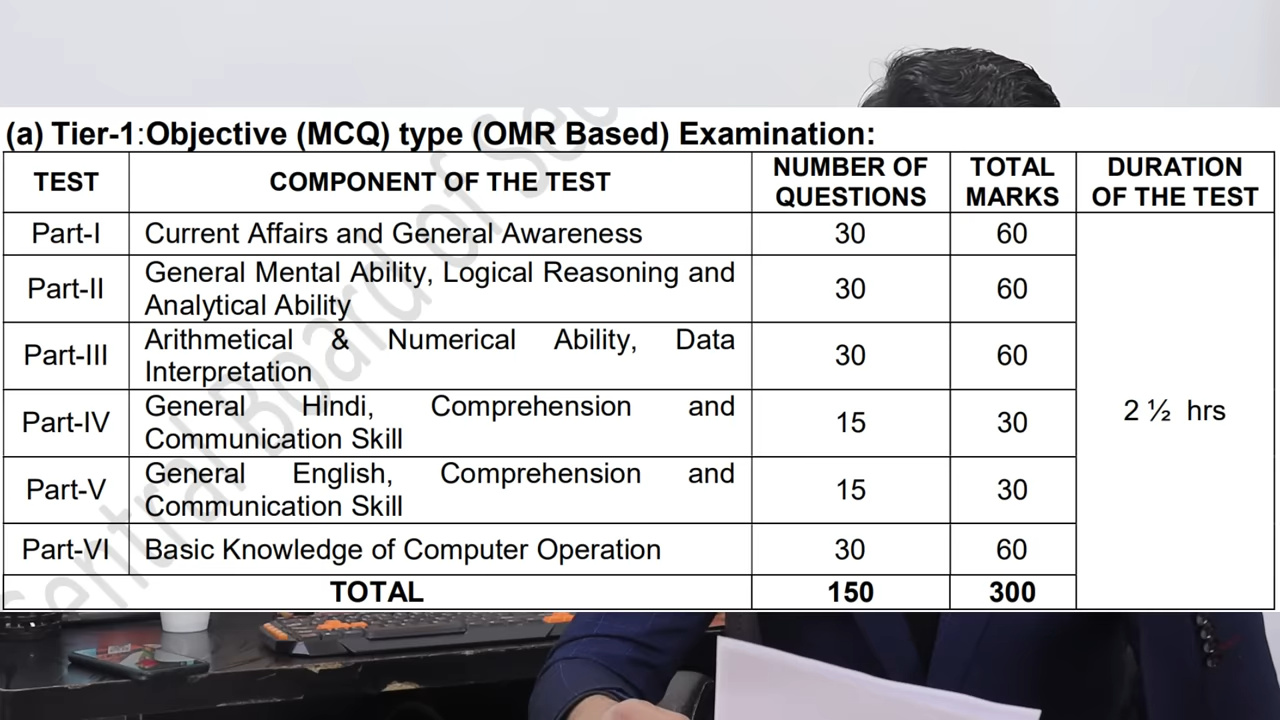 (a) Tier-1:Objective (MCQ) type (OMR Based) Examination:
TEST COMPONENT OF THE TEST NUMBER OF QUESTIONS TOTAL MARKS DURATION OF THE TEST
Part-I Current Affairs and General Awareness 30 60
Part-II General Mental Ability, Logical Reasoning and
Analytical Ability 30 60
Part-III Arithmetical & Numerical Ability, Data
Interpretation 30 60
Part-IV General Hindi, Comprehension and
Communication Skill 15 30
2 ½ hrs
Part-V General English, Comprehension and
Communication Skill 15 30
Part-VI Basic Knowledge of Computer Operation 30 60
TOTAL 150 300
Central Board of